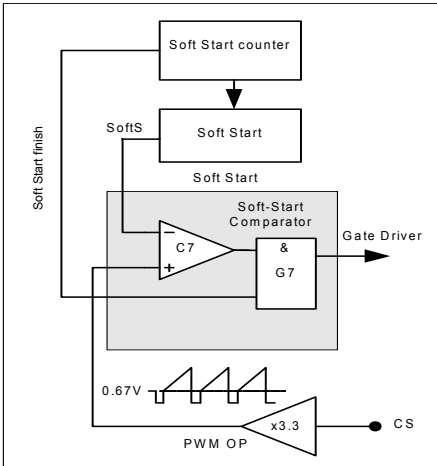 Soft Start counter
Soft Start
SoftS
Soft Start finish
Soft Start
Soft-Start
Comparator
Gate Driver
C7
&
G7
0.67V
x3.3
CS
PWM OP